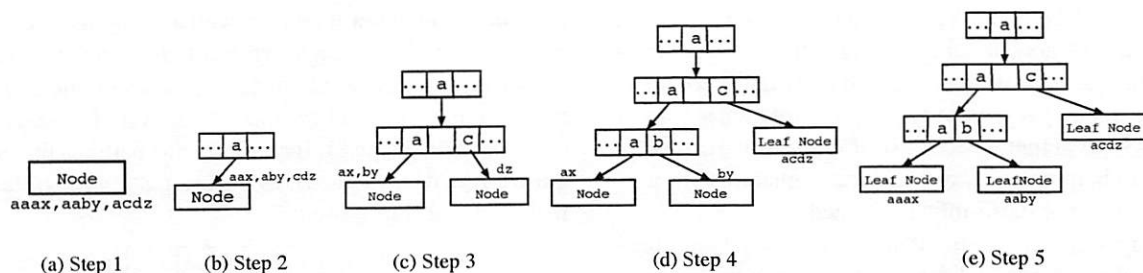 Node
aaax,aaby,acdz
(a) Step 1
... a ...
aax,aby,cdz
Node
(b) Step 2
... a ...
... a c ...
ax,by
dz
Node
Node
(c) Step 3
... a ...
... a c ...
... a b ...
Leaf Node
acdz
ax
by
Node
Node
(d) Step 4
... a ...
... a c ...
... a b ...
Leaf Node
acdz
Leaf Node
LeafNode
aaax
aaby
(e) Step 5